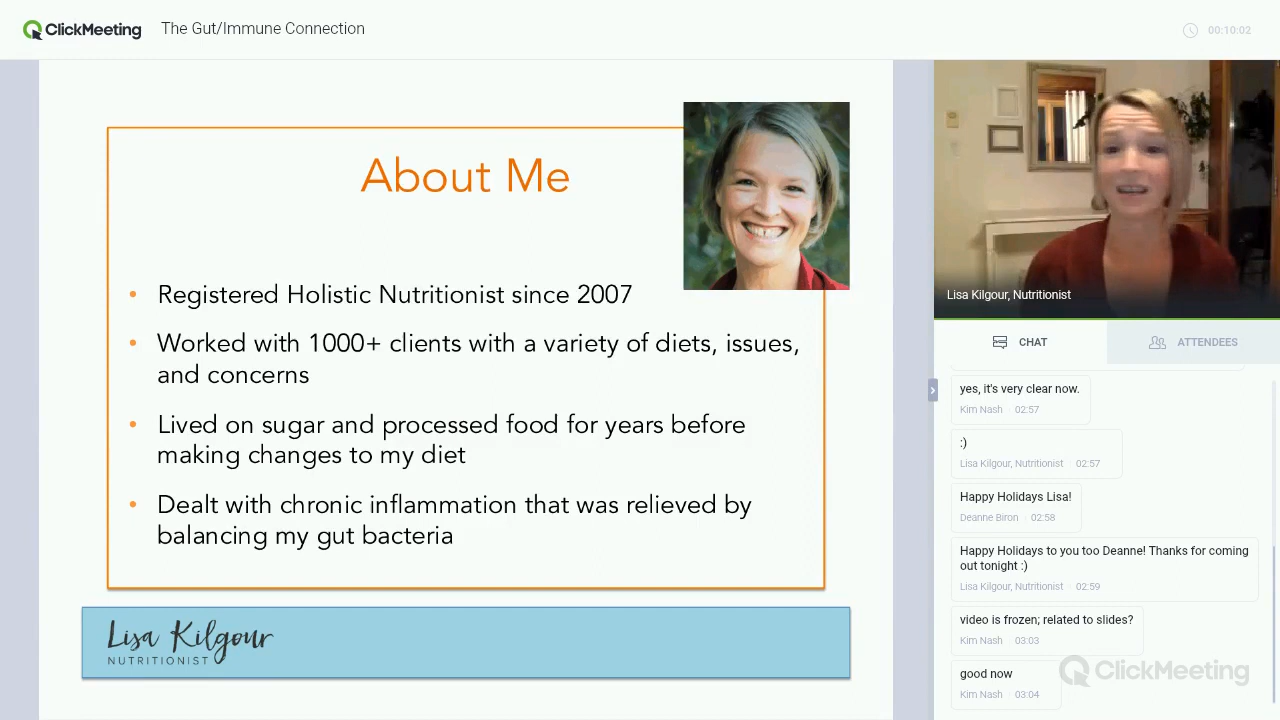 ClickMeeting
The Gut/Immune Connection
00:10:02
About Me
• Registered Holistic Nutritionist since 2007
• Worked with 1000+ clients with a variety of diets, issues,
and concerns
• Lived on sugar and processed food for years before
making changes to my diet
• Dealt with chronic inflammation that was relieved by
balancing my gut bacteria
Lisa Kilgour
NUTRITIONIST
Lisa Kilgour, Nutritionist
CHAT
ATTENDEES
yes, it's very clear now.
Kim Nash · 02:57
:)
Lisa Kilgour, Nutritionist · 02:57
Happy Holidays Lisa!
Deanne Biron · 02:58
Happy Holidays to you too Deanne! Thanks for coming
out tonight :)
Lisa Kilgour, Nutritionist · 02:59
video is frozen; related to slides?
Kim Nash · 03:03
good now
Kim Nash · 03:04
ClickMeeting